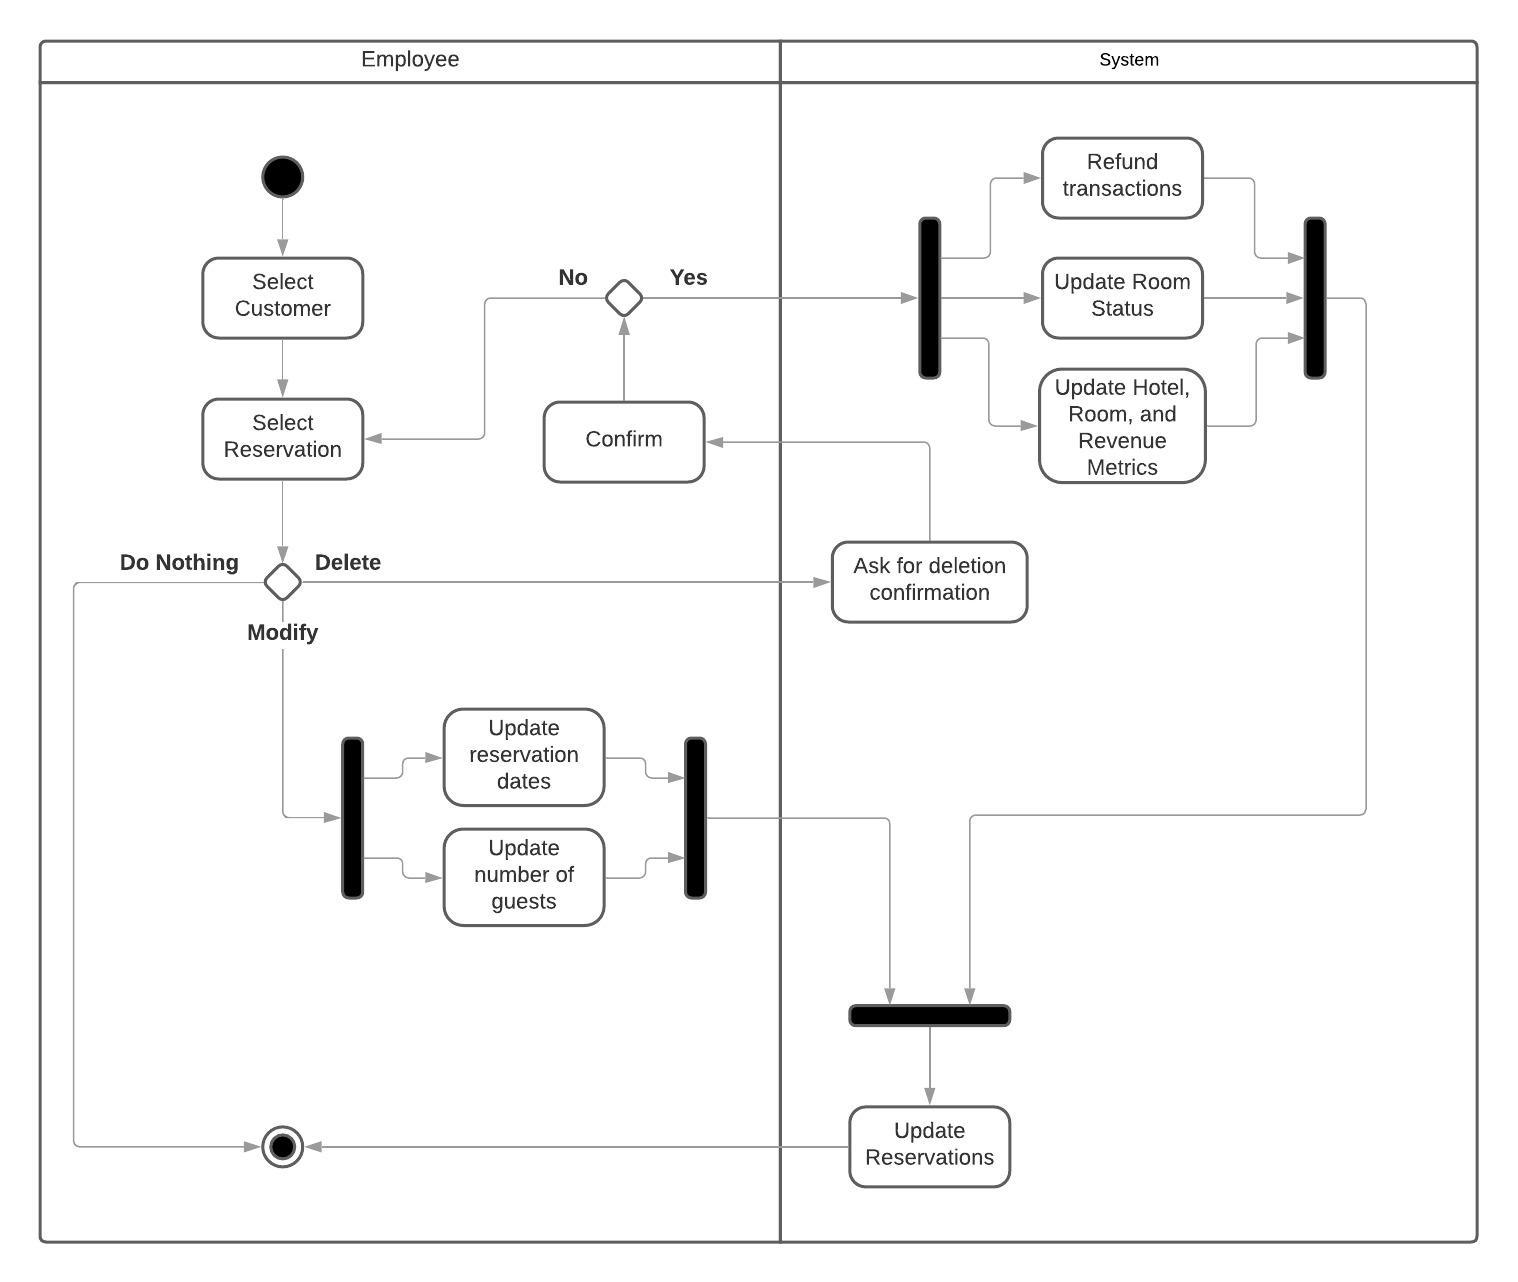 Employee
System
Refund
transactions
Select
Customer
No
Yes
Update Room
Status
Select
Reservation
Confirm
Update Hotel,
Room, and
Revenue
Metrics
Do Nothing
Delete
Ask for deletion
confirmation
Modify
Update
reservation
dates
Update
number of
guests
Update
Reservations